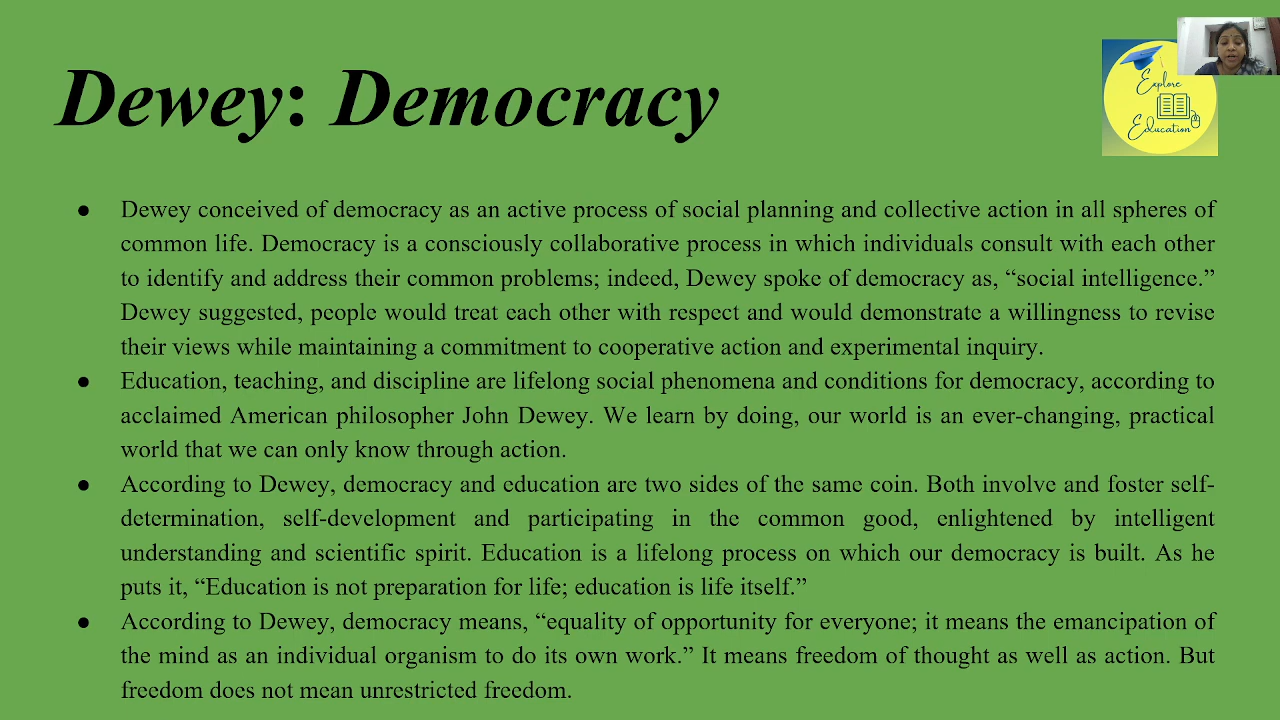 Dewey: Democracy
Explore
Education
● Dewey conceived of democracy as an active process of social planning and collective action in all spheres of
common life. Democracy is a consciously collaborative process in which individuals consult with each other
to identify and address their common problems; indeed, Dewey spoke of democracy as, “social intelligence.”
Dewey suggested, people would treat each other with respect and would demonstrate a willingness to revise
their views while maintaining a commitment to cooperative action and experimental inquiry.
● Education, teaching, and discipline are lifelong social phenomena and conditions for democracy, according to
acclaimed American philosopher John Dewey. We learn by doing, our world is an ever-changing, practical
world that we can only know through action.
● According to Dewey, democracy and education are two sides of the same coin. Both involve and foster self-
determination, self-development and participating in the common good, enlightened by intelligent
understanding and scientific spirit. Education is a lifelong process on which our democracy is built. As he
puts it, “Education is not preparation for life; education is life itself.”
● According to Dewey, democracy means, “equality of opportunity for everyone; it means the emancipation of
the mind as an individual organism to do its own work.” It means freedom of thought as well as action. But
freedom does not mean unrestricted freedom.